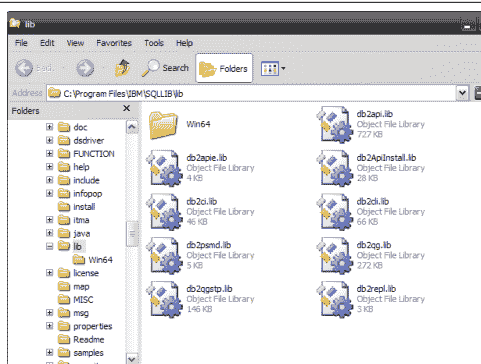 lib
File Edit View Favorites Tools Help
Back Search Folders
Address C:\Program Files\IBM\SQLLIB\lib
Folders
doc
dsdriver
FUNCTION
help
include
infopop
install
itma
java
lib
Win64
license
map
MISC
msg
properties
Readme
samples
Win64
db2api.lib
Object File Library
727 KB
db2apie.lib
Object File Library
4 KB
db2ApiInstall.lib
Object File Library
28 KB
db2ci.lib
Object File Library
46 KB
db2cli.lib
Object File Library
66 KB
db2psmd.lib
Object File Library
5 KB
db2qg.lib
Object File Library
272 KB
db2qgstp.lib
Object File Library
146 KB
db2repl.lib
Object File Library
3 KB